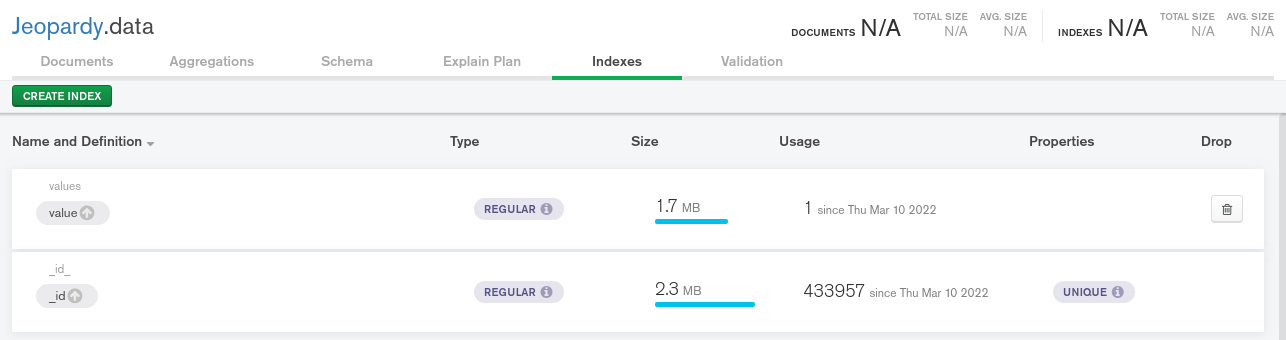 Jeopardy.data
DOCUMENTS N/A TOTAL SIZE N/A AVG. SIZE N/A INDEXES N/A TOTAL SIZE N/A AVG. SIZE N/A
Documents Aggregations Schema Explain Plan Indexes Validation
CREATE INDEX
Name and Definition Type Size Usage Properties Drop
values
value REGULAR 1.7 MB 1 since Thu Mar 10 2022
_id_
_id REGULAR 2.3 MB 433957 since Thu Mar 10 2022 UNIQUE